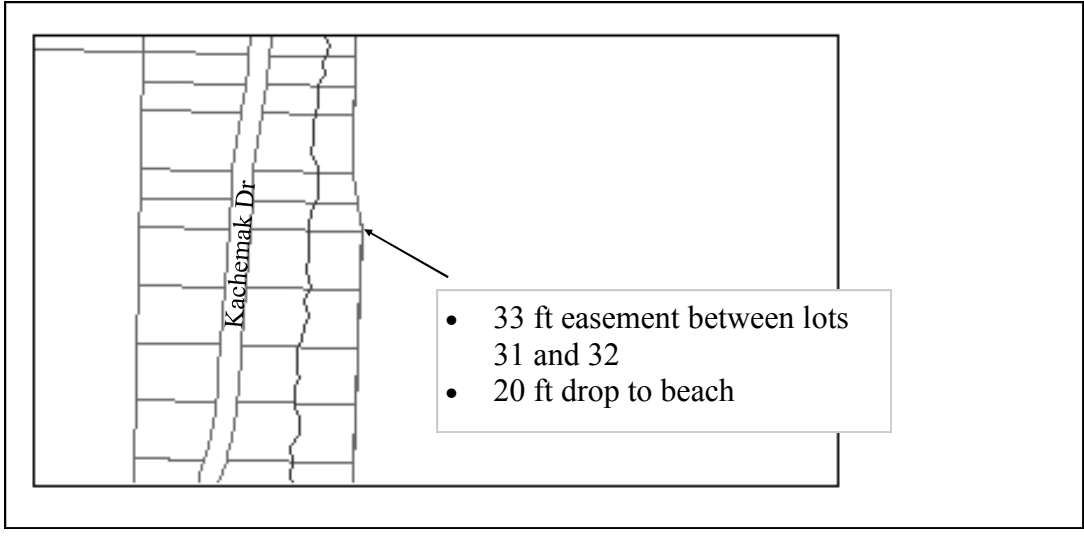 Kachemak Dr
• 33 ft easement between lots
31 and 32
• 20 ft drop to beach